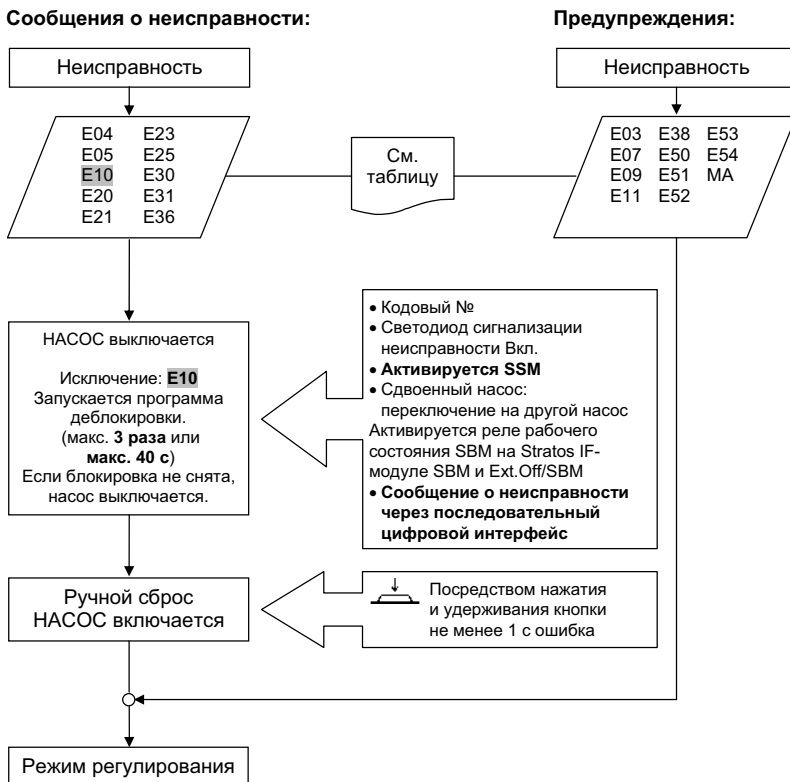 Сообщения о неисправности:
Предупреждения:
Неисправность
Неисправность
E04 E23
E05 E25
E10 E30
E20 E31
E21 E36
См.
таблицу
E03 E38 E53
E07 E50 E54
E09 E51 MA
E11 E52
НАСОС выключается
Исключение: E10
Запускается программа
деблокировки.
(макс. 3 раза или
макс. 40 с)
Если блокировка не снята,
насос выключается.
• Кодовый №
• Светодиод сигнализации
неисправности Вкл.
• Активируется SSM
• Сдвоенный насос:
переключение на другой насос
Активируется реле рабочего
состояния SBM на Stratos IF-
модуле SBM и Ext.Off/SBM
• Сообщение о неисправности
через последовательный
цифровой интерфейс
Ручной сброс
НАСОС включается
Посредством нажатия
и удерживания кнопки
не менее 1 с ошибка
Режим регулирования